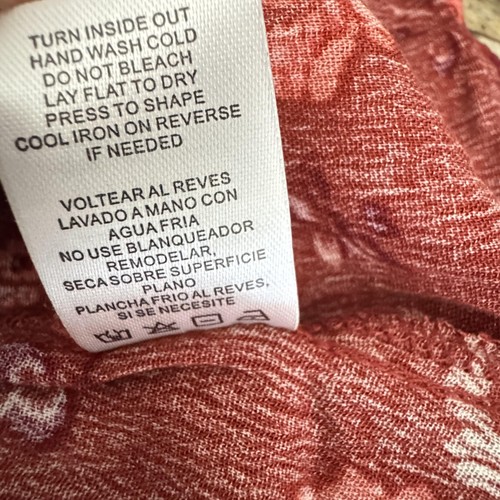 TURN INSIDE OUT
HAND WASH COLD
DO NOT BLEACH
LAY FLAT TO DRY
PRESS TO SHAPE
COOL IRON ON REVERSE
IF NEEDED
VOLTEAR AL REVES
LAVADO A MANO CON
AGUA FRIA
NO USE BLANQUEADOR
REMODELAR,
SECA SOBRE SUPERFICIE
PLANO
PLANCHA FRIO AL REVES,
SI SE NECESITE